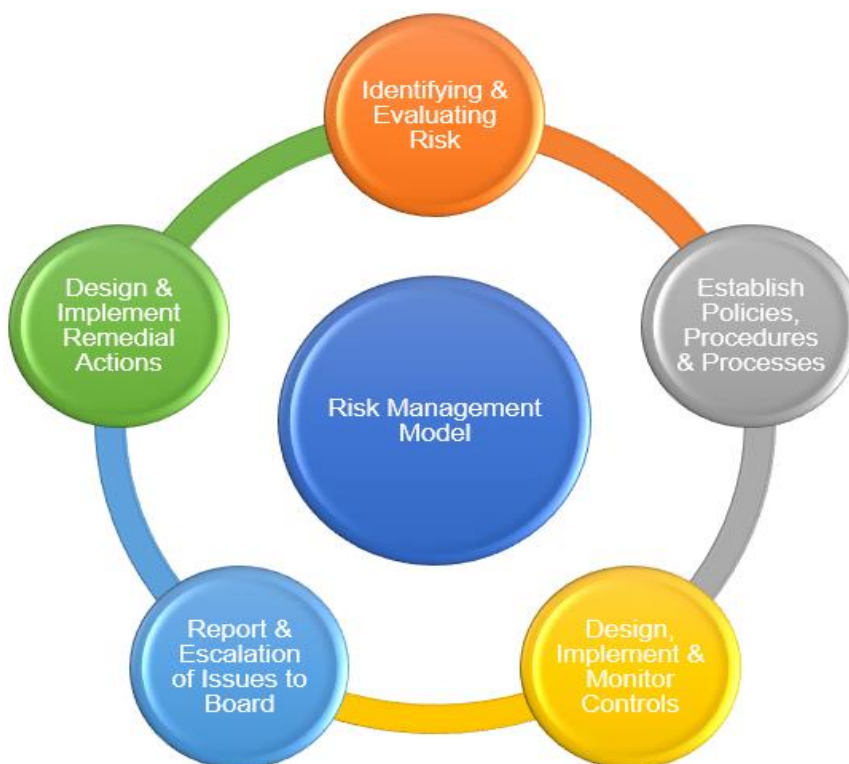 Identifying &
Evaluating
Risk
Establish
Policies,
Procedures
& Processes
Design,
Implement &
Monitor
Controls
Report &
Escalation
of Issues to
Board
Design &
Implement
Remedial
Actions
Risk Management
Model